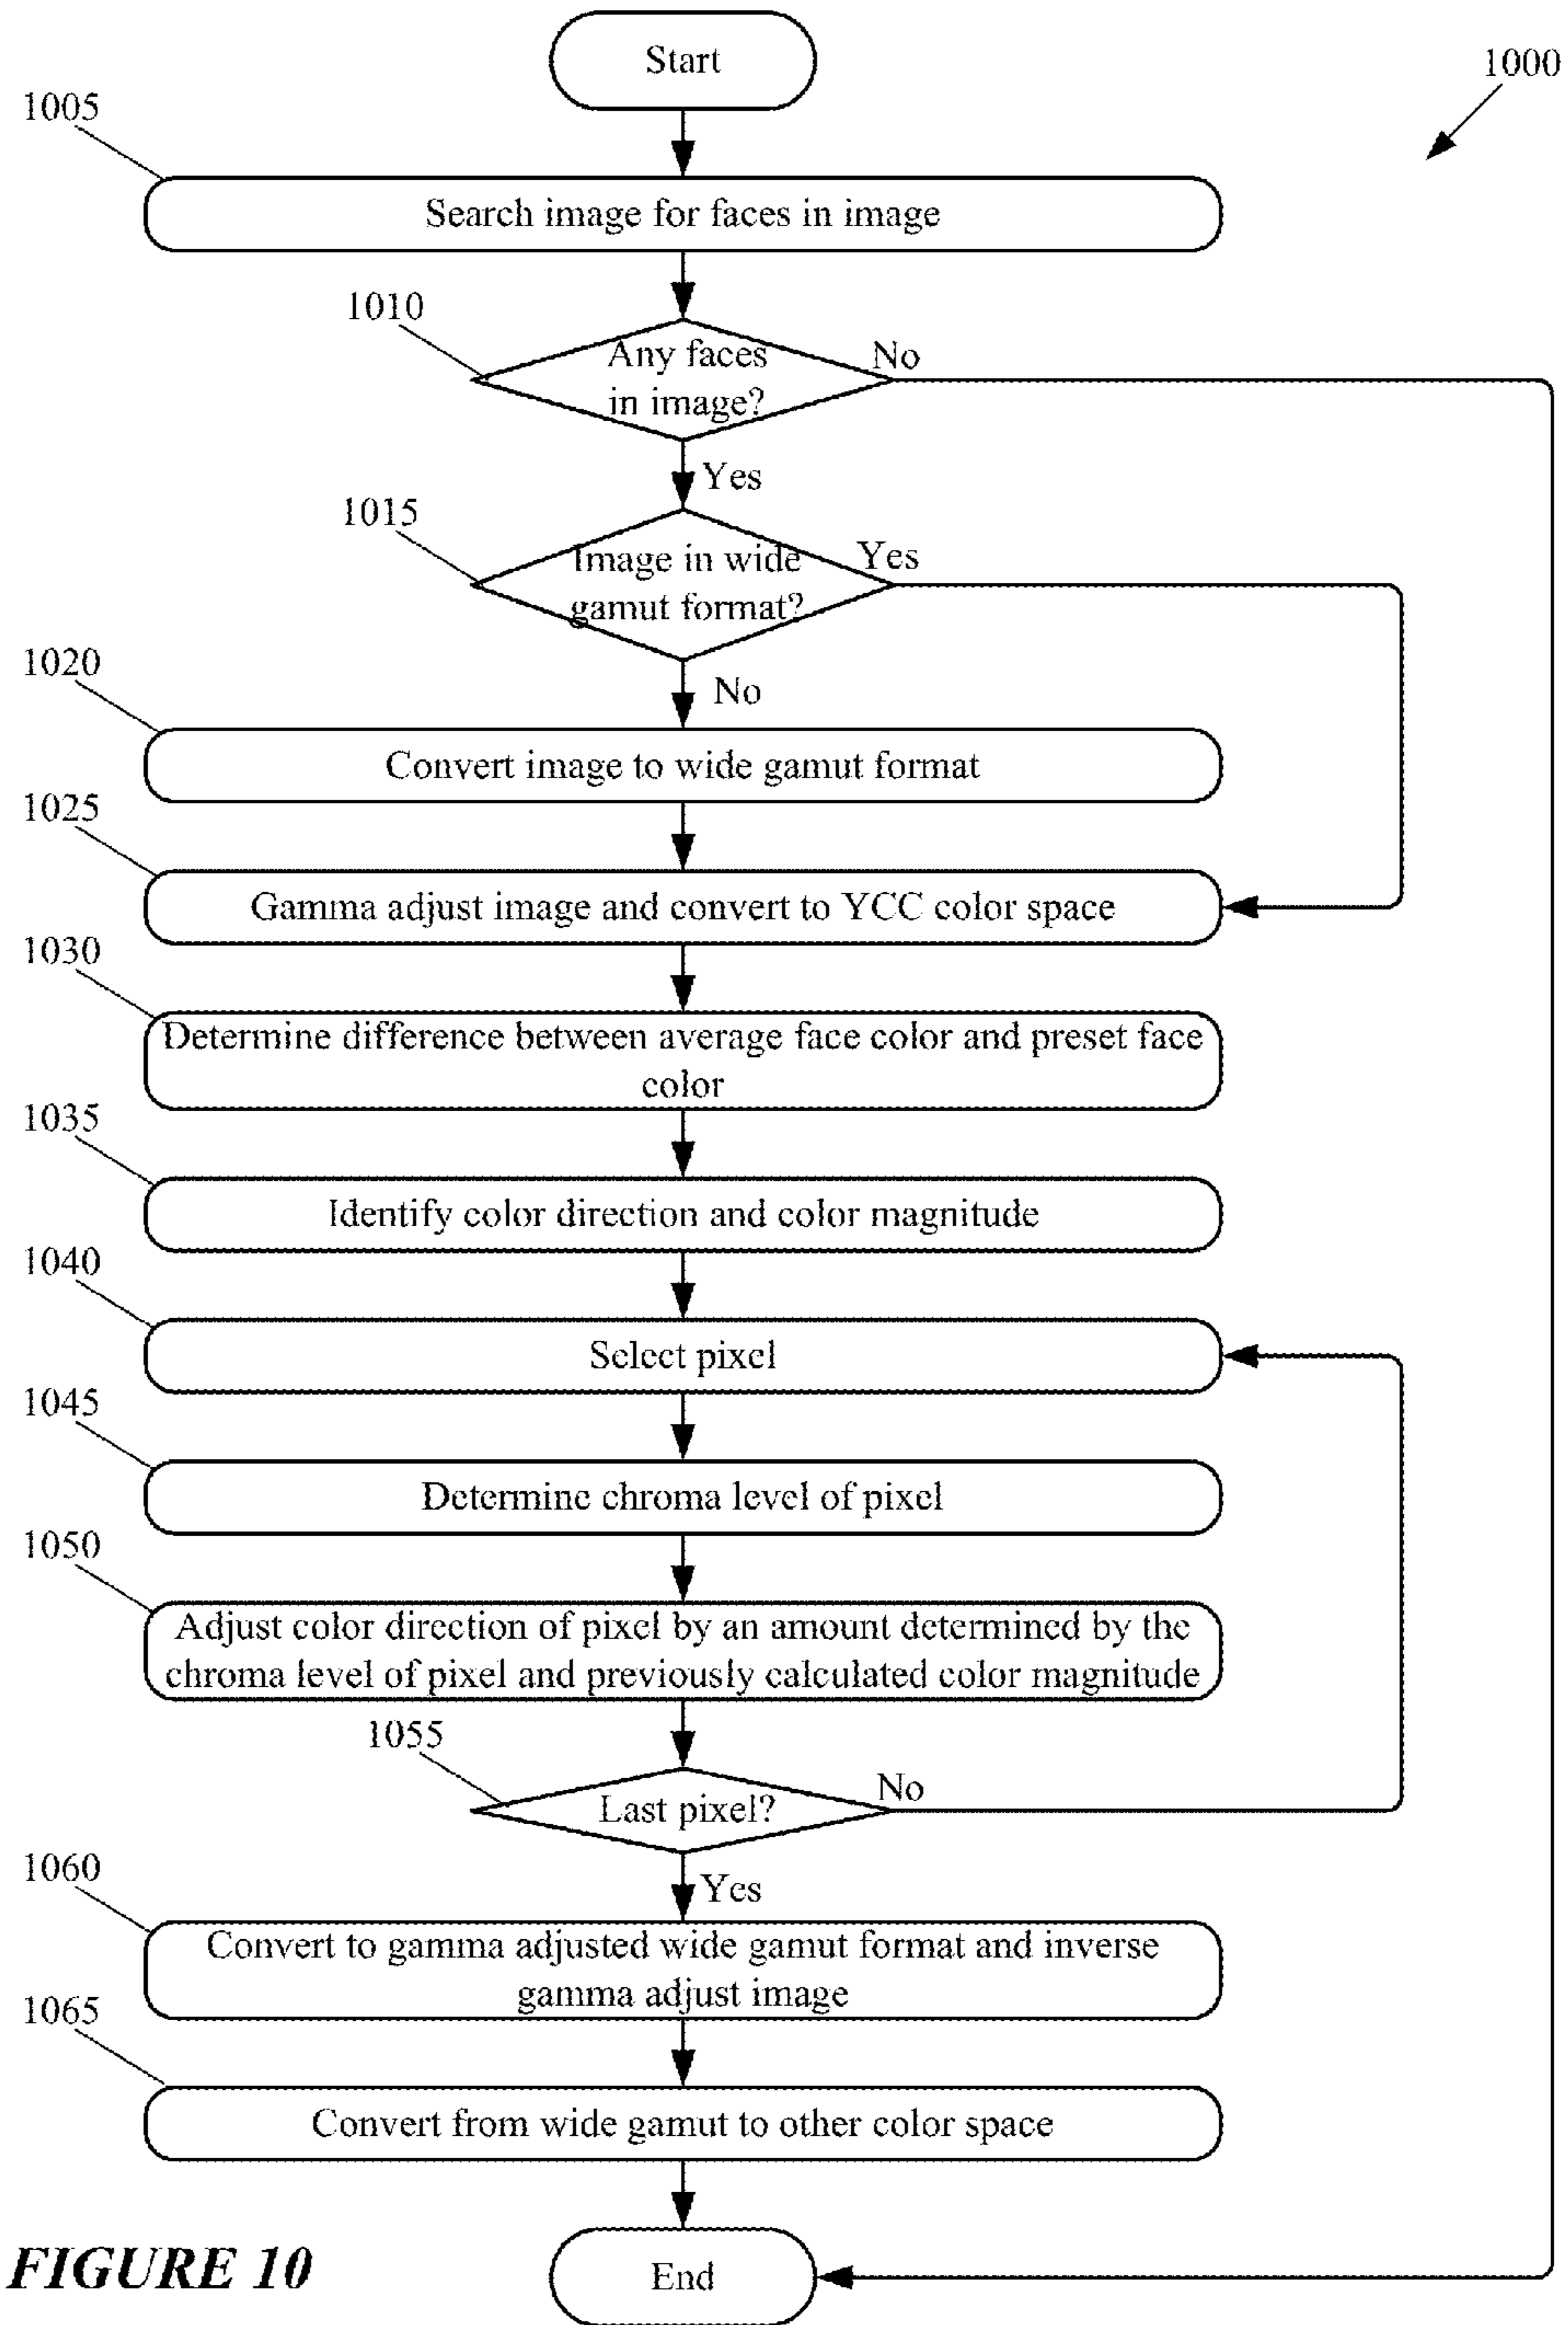 Start
1000
1005
Search image for faces in image
1010
Any faces
in image?
No
Yes
1015
Image in wide
gamut format?
Yes
No
1020
Convert image to wide gamut format
1025
Gamma adjust image and convert to YCC color space
1030
Determine difference between average face color and preset face
color
1035
Identify color direction and color magnitude
1040
Select pixel
1045
Determine chroma level of pixel
1050
Adjust color direction of pixel by an amount determined by the
chroma level of pixel and previously calculated color magnitude
1055
Last pixel?
No
Yes
1060
Convert to gamma adjusted wide gamut format and inverse
gamma adjust image
1065
Convert from wide gamut to other color space
End
FIGURE 10